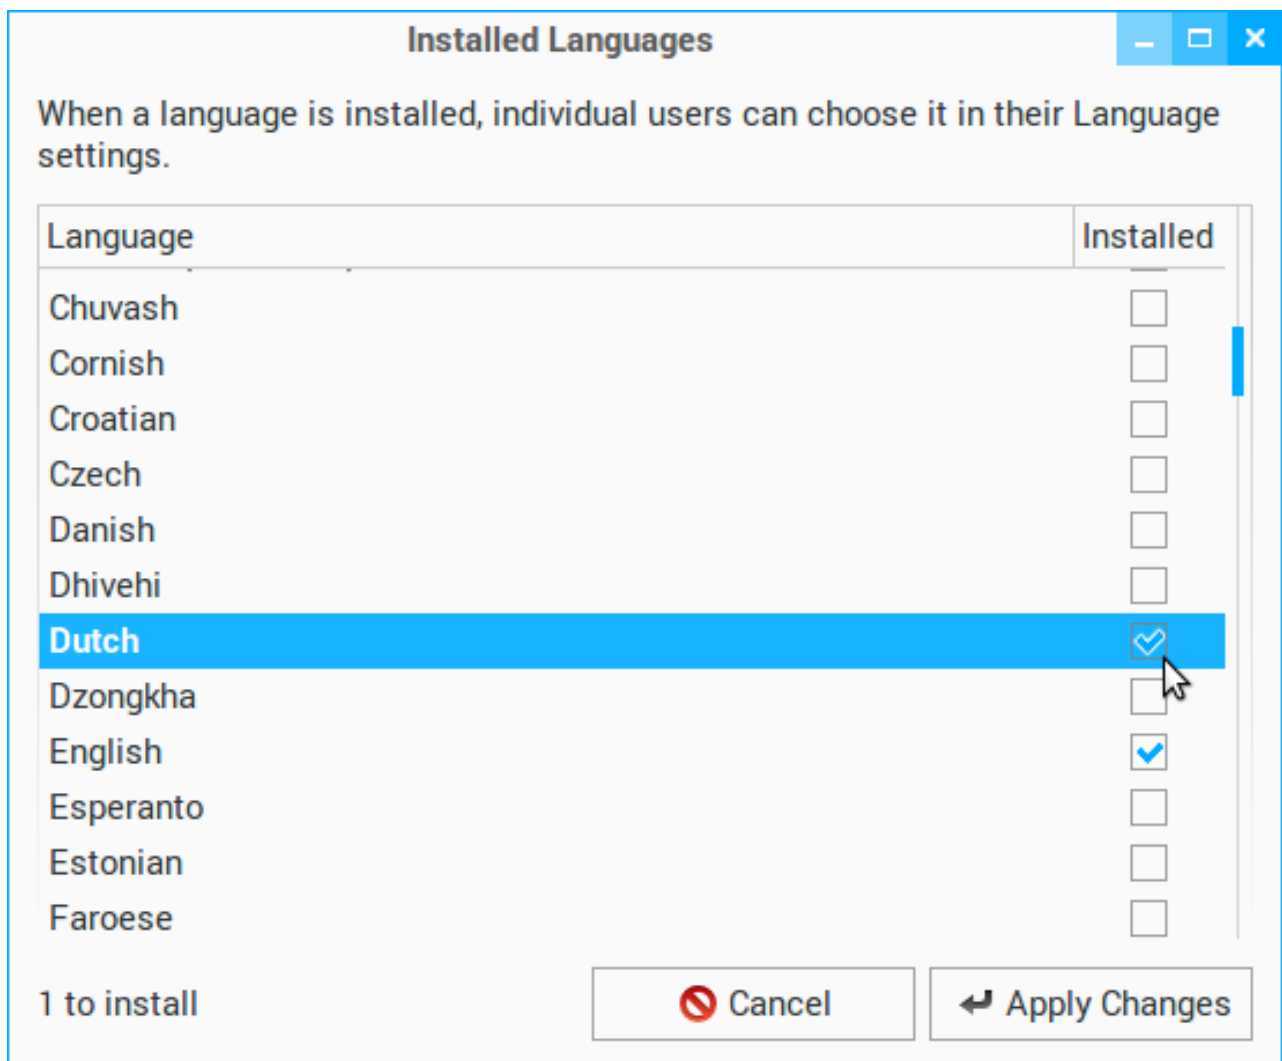 Installed Languages
When a language is installed, individual users can choose it in their Language
settings.
Language Installed
Chuvash
Cornish
Croatian
Czech
Danish
Dhivehi
Dutch
Dzongkha
English
Esperanto
Estonian
Faroese
1 to install Cancel Apply Changes